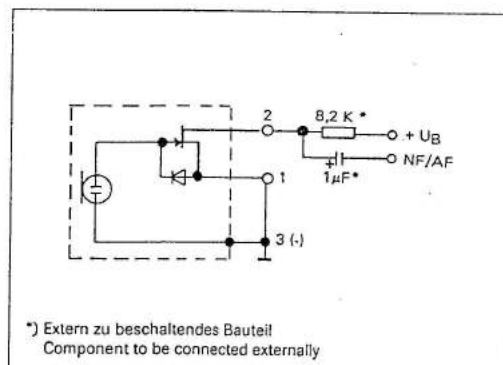 2
8,2 K *
+ UB
NF/AF
+
1µF*
1
3 (-)
*) Extern zu beschaltendes Bauteil
Component to be connected externally